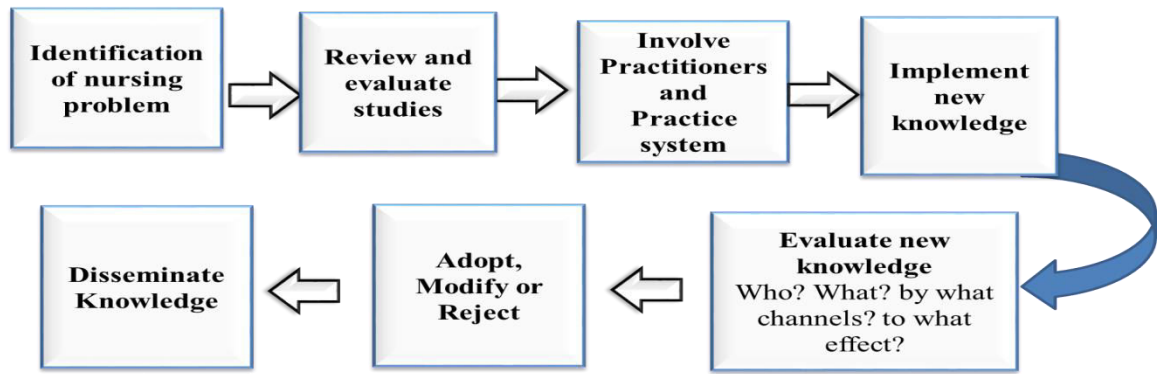 Identification
of nursing
problem
Review and
evaluate
studies
Involve
Practitioners
and
Practice
system
Implement
new
knowledge
Evaluate new
knowledge
Who? What? by what
channels? to what
effect?
Adopt,
Modify or
Reject
Disseminate
Knowledge